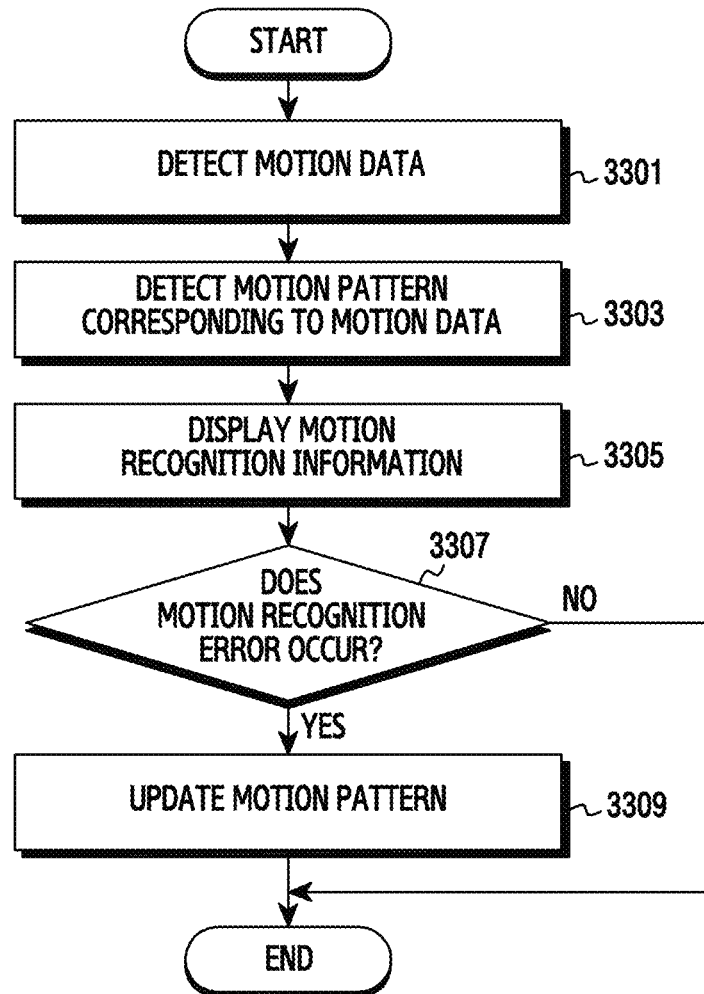 START
DETECT MOTION DATA
3301
DETECT MOTION PATTERN
CORRESPONDING TO MOTION DATA
3303
DISPLAY MOTION
RECOGNITION INFORMATION
3305
3307
DOES
MOTION RECOGNITION
ERROR OCCUR?
NO
YES
UPDATE MOTION PATTERN
3309
END